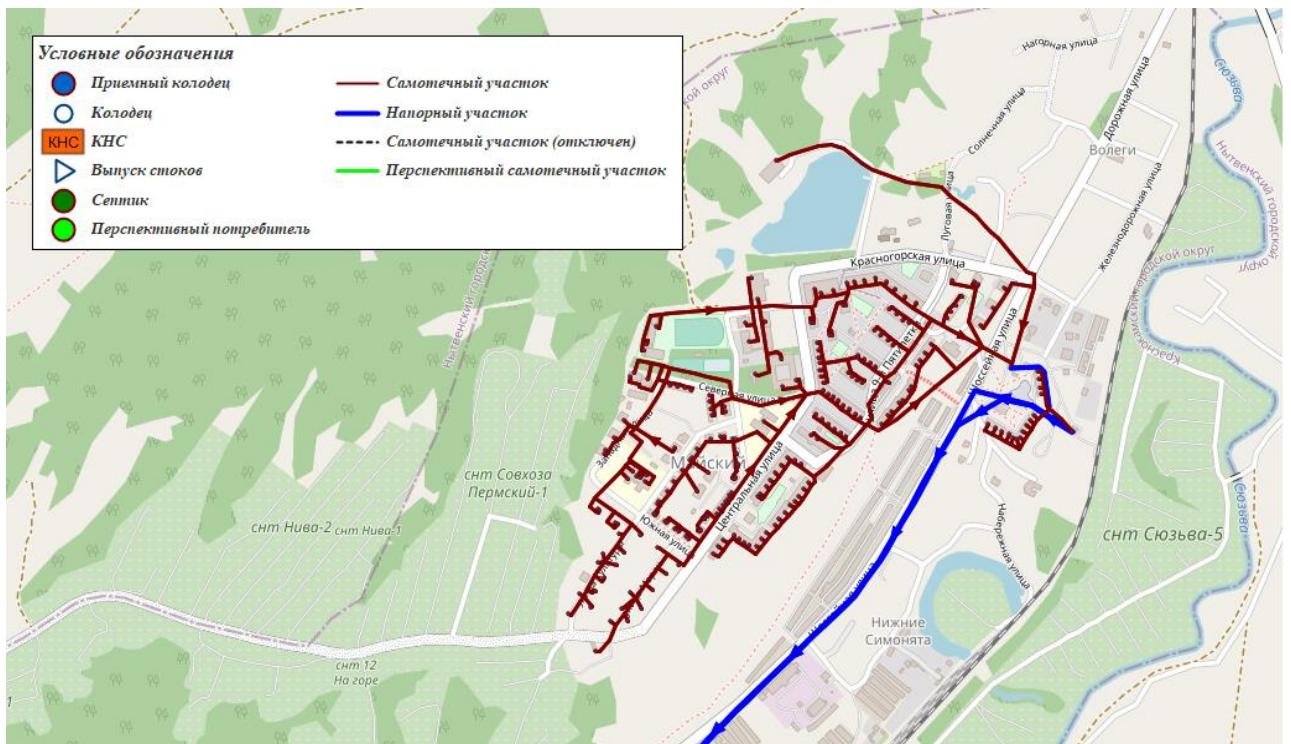 Условные обозначения
Приемный колодец
Колодец
КНС КНС
Выпуск стоков
Септик
Перспективный потребитель
Самотечный участок
Напорный участок
Самотечный участок (отключен)
Перспективный самотечный участок
Нагорная улица
Сюзьва
Дорожная улица
Солнечная улица
Волеги
Нытвенский городской округ
Железнодорожная улица
Луговая улица
Красногорская улица
Краснокамский городской округ
Шоссейная улица
Северная улица
Майский
Центральная улица
Южная улица
снт Совхоза
Пермский-1
снт Нива-2
снт Нива-1
снт Сюзьва-5
Сюзьва
Набережная улица
Нижние
Симонята
снт 12
На горе